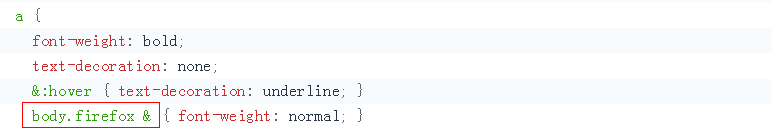 a {
font-weight: bold;
text-decoration: none;
&:hover { text-decoration: underline; }
body.firefox & { font-weight: normal; }